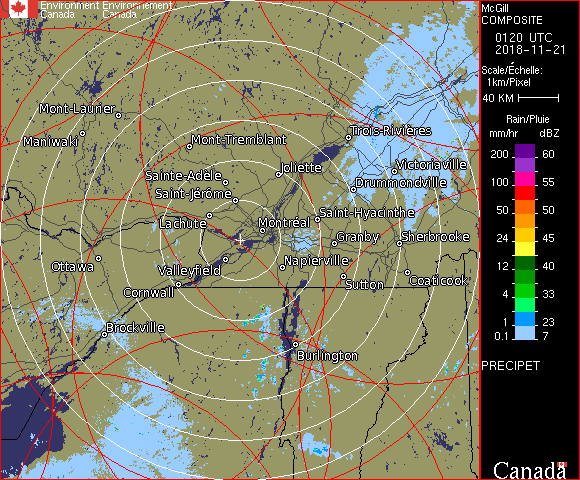 Environment Environnement
Canada Canada
McGill
COMPOSITE
0120 UTC
2018-11-21
Scale/Échelle:
1km/Pixel
40 KM
Rain/Pluie
mm/hr dBZ
200 60
100 55
50 50
24 45
12 40
4 33
1 23
0.1 7
PRECIPET
Canada
Mont-Laurier
Maniwaki
Mont-Tremblant
Trois-Rivières
Sainte-Adèle
Joliette
Victoriaville
Saint-Jérôme
Drummondville
Lachute
Montréal
Saint-Hyacinthe
Granby
Sherbrooke
Ottawa
Valleyfield
Napierville
Cornwall
Sutton
Coaticook
Brockville
Burlington